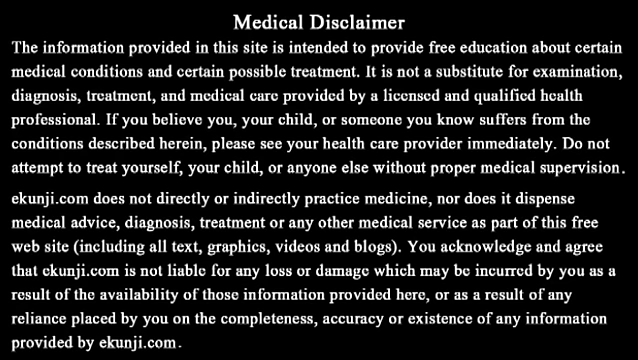 Medical Disclaimer
The information provided in this site is intended to provide free education about certain
medical conditions and certain possible treatment. It is not a substitute for examination,
diagnosis, treatment, and medical care provided by a licensed and qualified health
professional. If you believe you, your child, or someone you know suffers from the
conditions described herein, please see your health care provider immediately. Do not
attempt to treat yourself, your child, or anyone else without proper medical supervision.
ekunji.com does not directly or indirectly practice medicine, nor does it dispense
medical advice, diagnosis, treatment or any other medical service as part of this free
web site (including all text, graphics, videos and blogs). You acknowledge and agree
that ekunji.com is not liable for any loss or damage which may be incurred by you as a
result of the availability of those information provided here, or as a result of any
reliance placed by you on the completeness, accuracy or existence of any information
provided by ekunji.com.